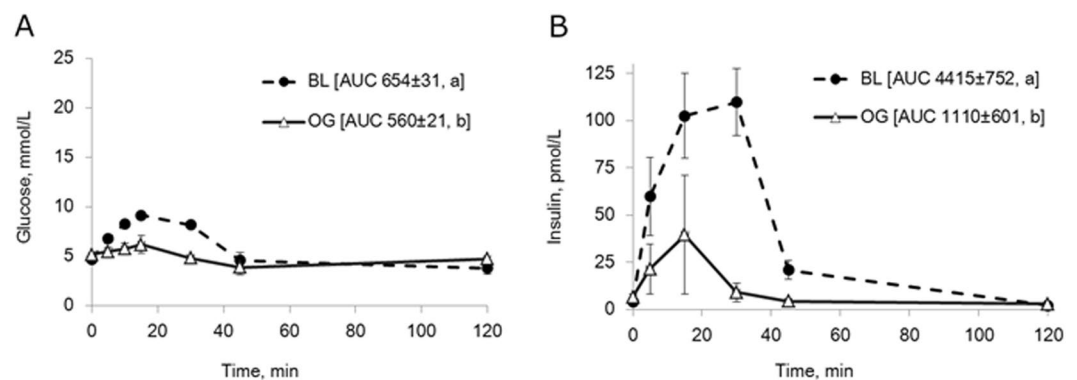 A
25
20
15
10
5
0
Glucose, mmol/L
BL [AUC 654±31, a]
OG [AUC 560±21, b]
0
20
40
60
80
100
120
Time, min
B
125
100
75
50
25
0
Insulin, pmol/L
BL [AUC 4415±752, a]
OG [AUC 1110±601, b]
0
20
40
60
80
100
120
Time, min